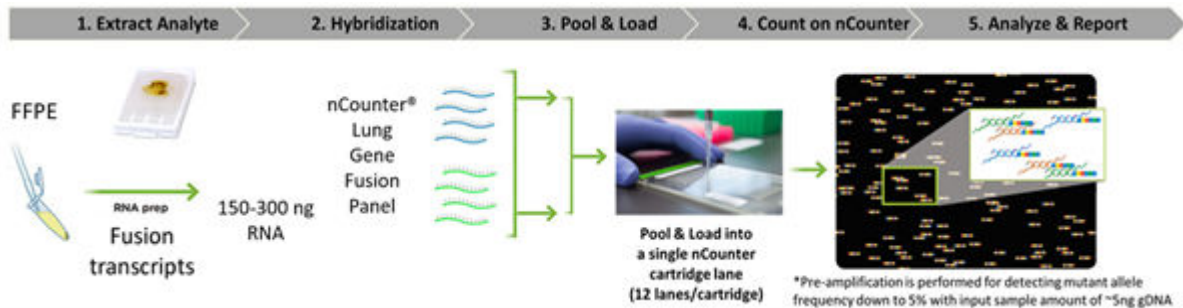 1. Extract Analyte
2. Hybridization
3. Pool & Load
4. Count on nCounter
5. Analyze & Report
FFPE
RNA prep
Fusion
transcripts
150-300 ng
RNA
nCounter®
Lung
Gene
Fusion
Panel
Pool & Load into
a single nCounter
cartridge lane
(12 lanes/cartridge)
*Pre-amplification is performed for detecting mutant allele
frequency down to 5% with input sample amount of ~5ng gDNA